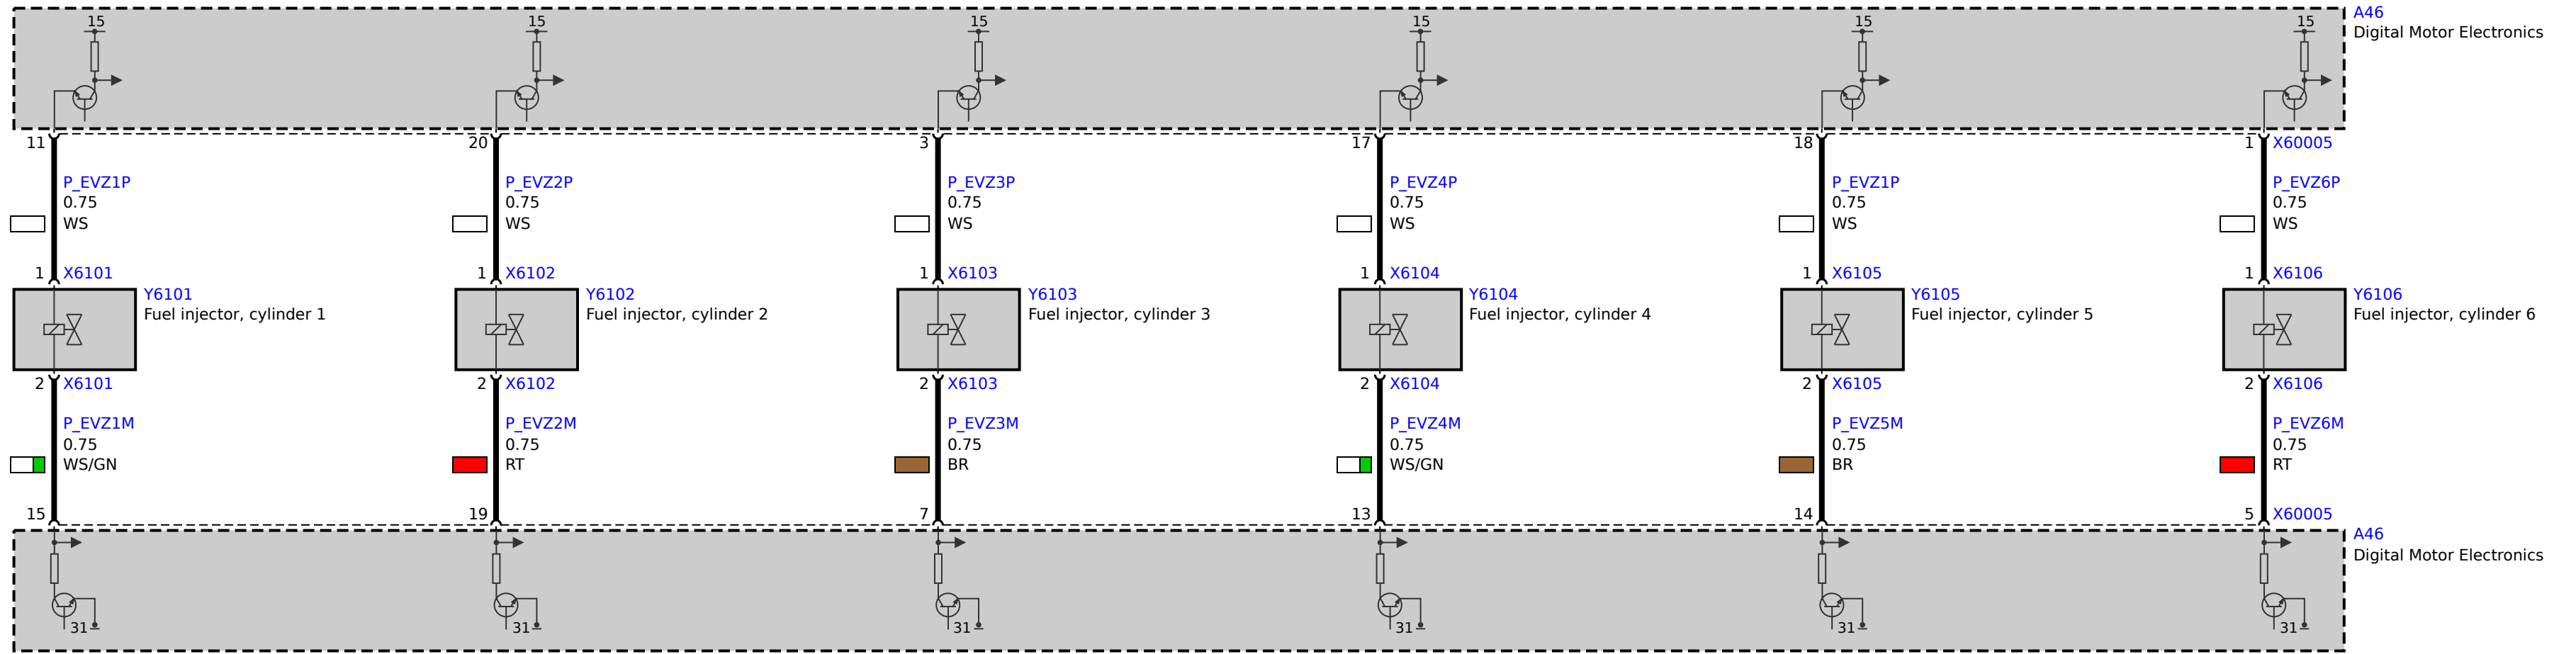 15 15 15 15 15 15
A46
Digital Motor Electronics
11 20 3 17 18 1 X60005
P_EVZ1P P_EVZ2P P_EVZ3P P_EVZ4P P_EVZ1P P_EVZ6P
0.75 0.75 0.75 0.75 0.75 0.75
WS WS WS WS WS WS
1 X6101 1 X6102 1 X6103 1 X6104 1 X6105 1 X6106
Y6101 Y6102 Y6103 Y6104 Y6105 Y6106
Fuel injector, cylinder 1 Fuel injector, cylinder 2 Fuel injector, cylinder 3 Fuel injector, cylinder 4 Fuel injector, cylinder 5 Fuel injector, cylinder 6
2 X6101 2 X6102 2 X6103 2 X6104 2 X6105 2 X6106
P_EVZ1M P_EVZ2M P_EVZ3M P_EVZ4M P_EVZ5M P_EVZ6M
0.75 0.75 0.75 0.75 0.75 0.75
WS/GN RT BR WS/GN BR RT
15 19 7 13 14 5 X60005
A46
Digital Motor Electronics
31 31 31 31 31 31